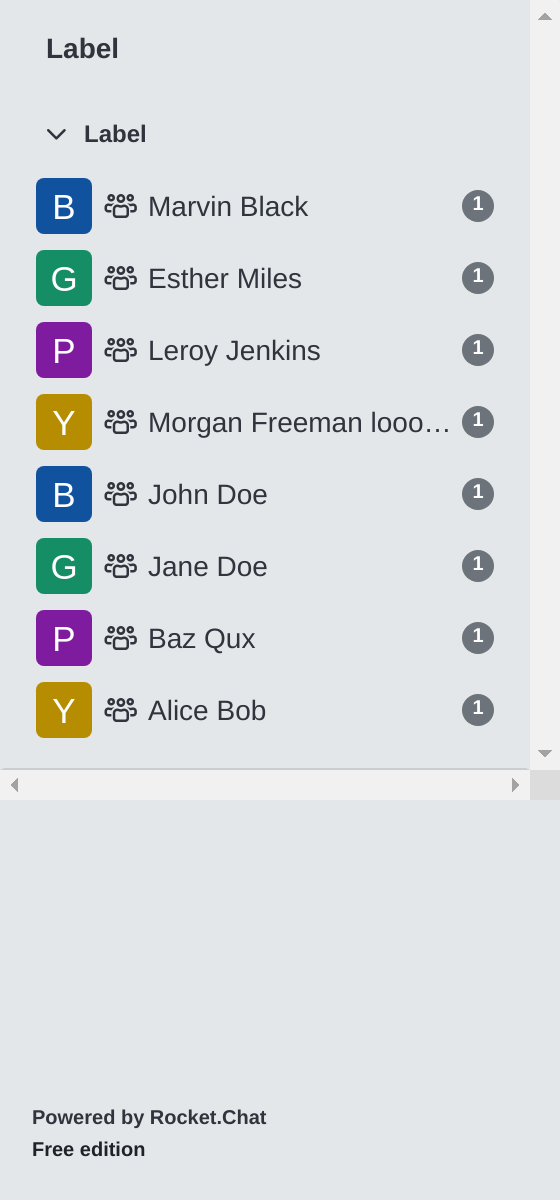 Label
Label
B Marvin Black 1
G Esther Miles 1
P Leroy Jenkins 1
Y Morgan Freeman looo… 1
B John Doe 1
G Jane Doe 1
P Baz Qux 1
Y Alice Bob 1
Powered by Rocket.Chat
Free edition